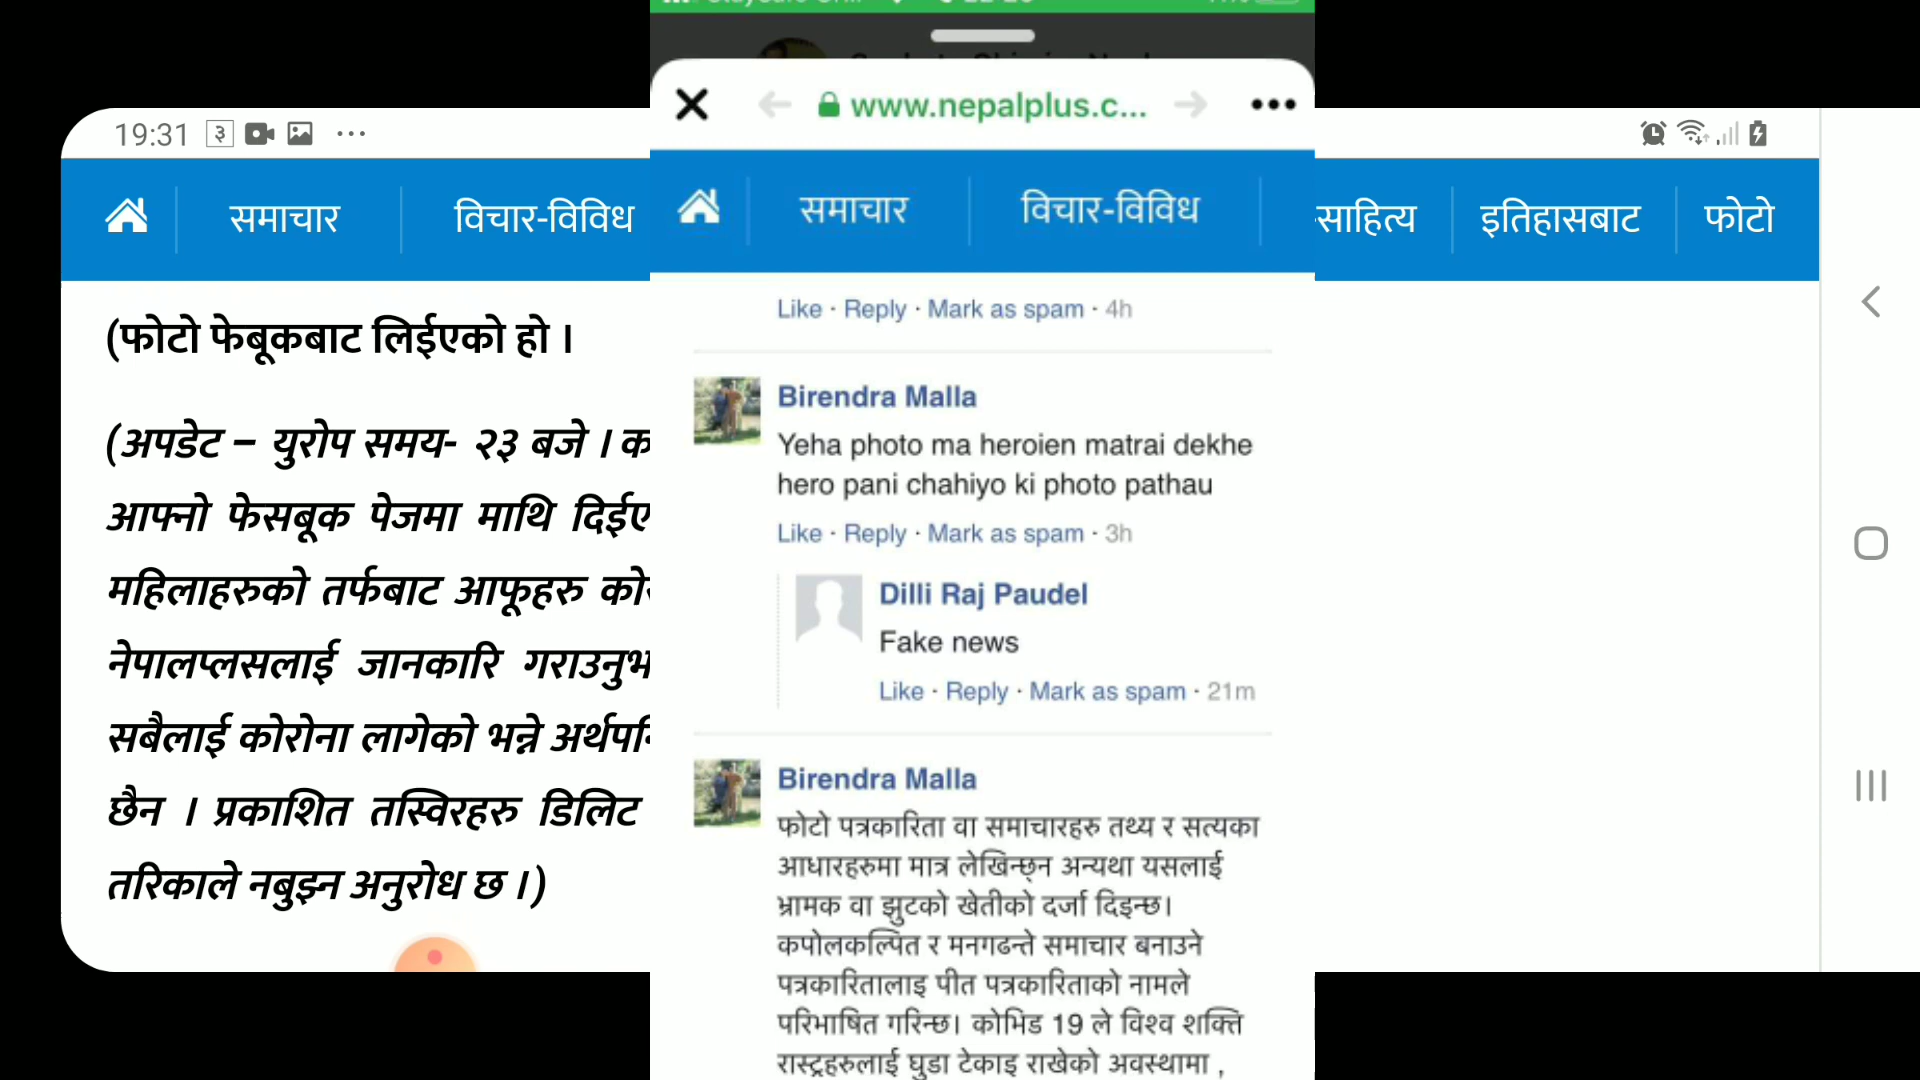 19:31 ३
समाचार
विचार-विविध
साहित्य
इतिहासबाट
फोटो
(फोटो फेबूकबाट लिईएको हो ।
(अपडेट – युरोप समय- २३ बजे ।
आफ्नो फेसबूक पेजमा माथि
महिलाहरुको तर्फबाट आफूहरु
नेपालप्लसलाई जानकारि
सबैलाई कोरोना लागेको भन्ने
छैन । प्रकाशित तस्विरहरु डिलिट
तरिकाले नबुझ्न अनुरोध छ ।)
www.nepalplus.c...
समाचार
विचार-विविध
Like · Reply · Mark as spam · 4h
Birendra Malla
Yeha photo ma heroien matrai dekhe
hero pani chahiyo ki photo pathau
Like · Reply · Mark as spam · 3h
Dilli Raj Paudel
Fake news
Like · Reply · Mark as spam · 21m
Birendra Malla
फोटो पत्रकारिता वा समाचारहरु तथ्य र सत्यका
आधारहरुमा मात्र लेखिन्छ्न अन्यथा यसलाई
भ्रामक वा झुटको खेतीको दर्जा दिइन्छ।
कपोलकल्पित र मनगढन्ते समाचार बनाउने
पत्रकारितालाइ पीत पत्रकारिताको नामले
परिभाषित गरिन्छ। कोभिड 19 ले विश्व शक्ति
रास्ट्रहरुलाई घुडा टेकाइ राखेको अवस्थामा ,